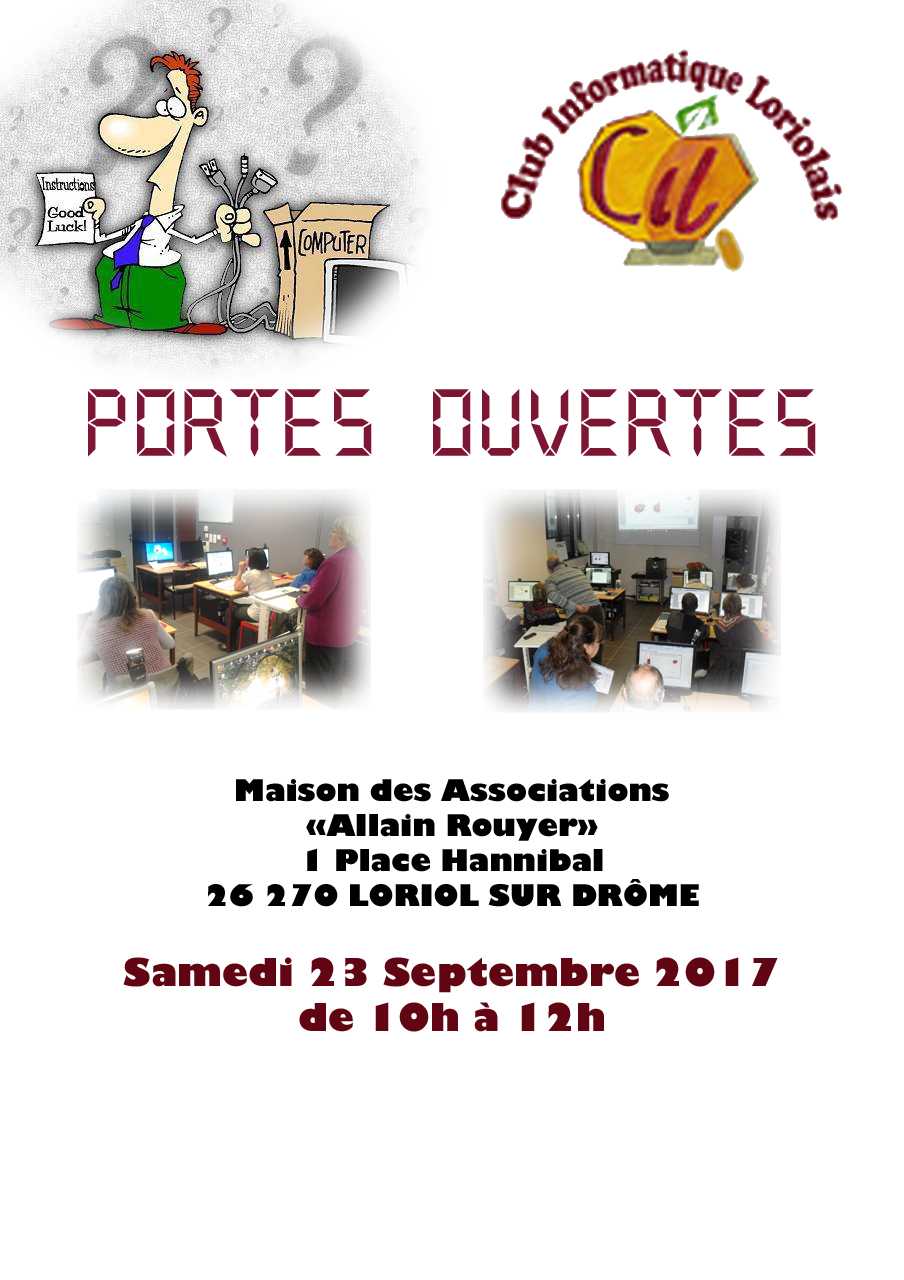 Instructions
Good
Luck!
COMPUTER
Club Informatique Loriolais
Cil
PORTES OUVERTES
Maison des Associations
«Allain Rouyer»
1 Place Hannibal
26 270 LORIOL SUR DRÔME
Samedi 23 Septembre 2017
de 10h à 12h